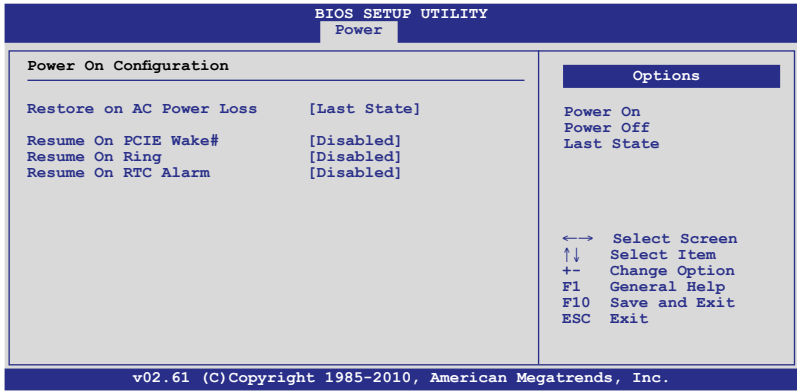 BIOS SETUP UTILITY
Power
Power On Configuration
Restore on AC Power Loss [Last State]
Resume On PCIE Wake# [Disabled]
Resume On Ring [Disabled]
Resume On RTC Alarm [Disabled]
Options
Power On
Power Off
Last State
←→ Select Screen
↑↓ Select Item
+- Change Option
F1 General Help
F10 Save and Exit
ESC Exit
v02.61 (C)Copyright 1985-2010, American Megatrends, Inc.